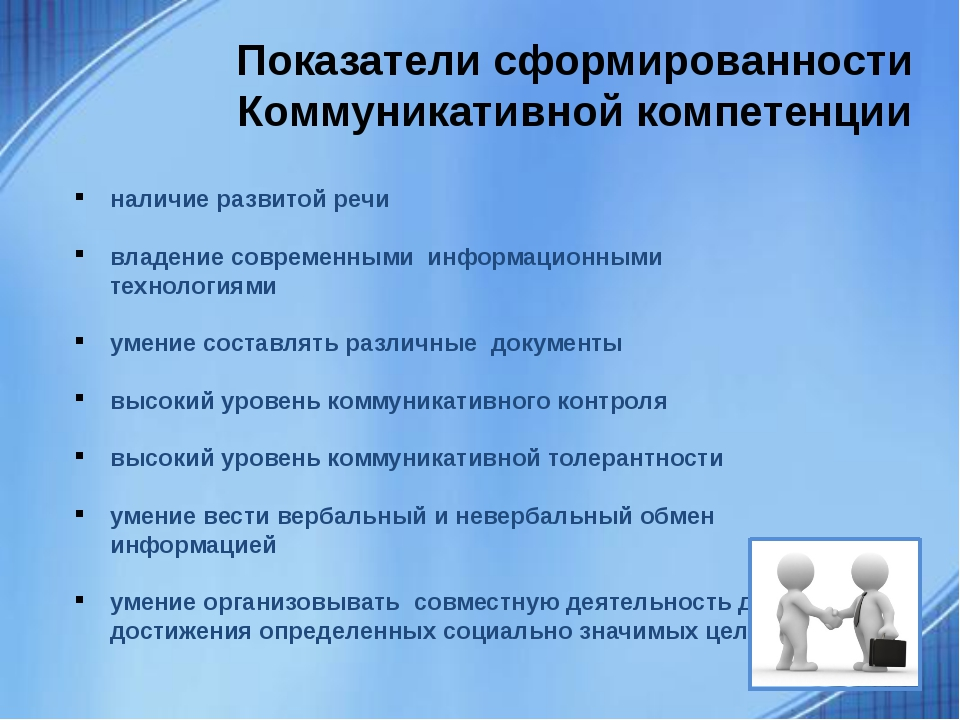 Показатели сформированности
Коммуникативной компетенции
наличие развитой речи
владение современными информационными
технологиями
умение составлять различные документы
высокий уровень коммуникативного контроля
высокий уровень коммуникативной толерантности
умение вести вербальный и невербальный обмен
информацией
умение организовывать совместную деятельность
достижения определенных социально значимых